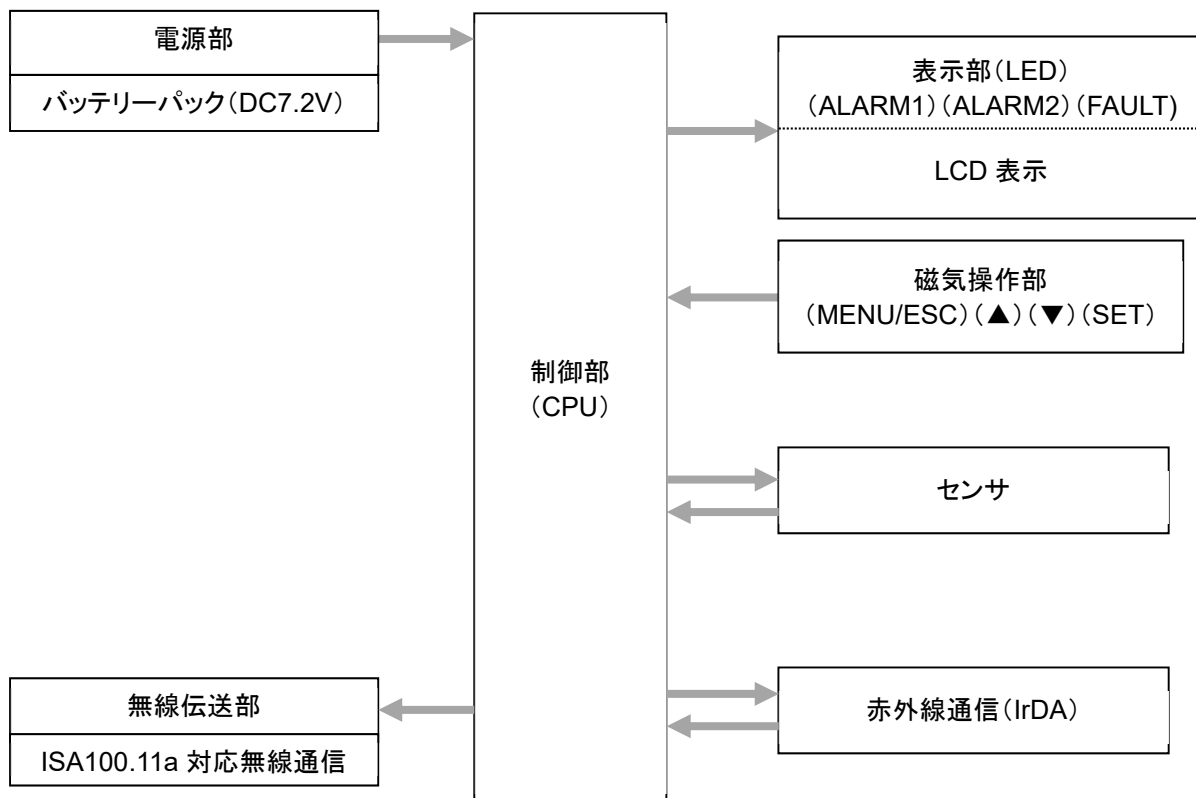 電源部
バッテリーパック（DC7.2V）
表示部（LED）
（ALARM1）（ALARM2）（FAULT）
LCD 表示
磁気操作部
（MENU/ESC）（▲）（▼）（SET）
制御部
（CPU）
センサ
無線伝送部
ISA100.11a 対応無線通信
赤外線通信（IrDA）